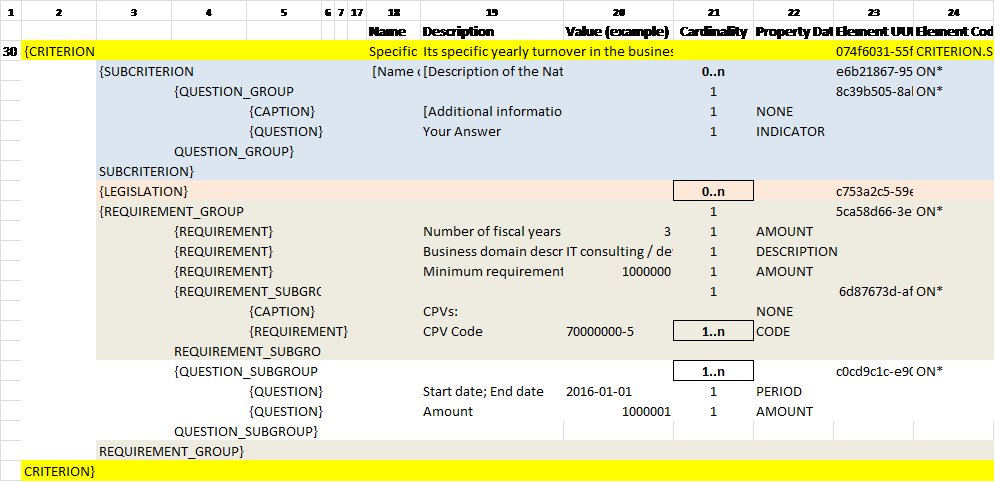 1 2 3 4 5 6 7 17 18 19 20 21 22 23 24
Name Description Value (example) Cardinality Property Dat Element UUI Element Cod
30 {CRITERION Specific Its specific yearly turnover in the busines 074f6031-55f CRITERION.S
{SUBCRITERION [Name [Description of the Nat 0..n e6b21867-95 ON*
{QUESTION_GROUP 1 8c39b505-8al ON*
{CAPTION} [Additional informatio 1 NONE
{QUESTION} Your Answer 1 INDICATOR
QUESTION_GROUP}
SUBCRITERION}
{LEGISLATION} 0..n c753a2c5-59e
{REQUIREMENT_GROUP 1 5ca58d66-3e ON*
{REQUIREMENT} Number of fiscal years 3 1 AMOUNT
{REQUIREMENT} Business domain descr IT consulting / de 1 DESCRIPTION
{REQUIREMENT} Minimum requirement 1000000 1 AMOUNT
{REQUIREMENT_SUBGRO 1 6d87673d-af ON*
{CAPTION} CPVs: NONE
{REQUIREMENT} CPV Code 70000000-5 1..n CODE
REQUIREMENT_SUBGRO
{QUESTION_SUBGROUP 1..n c0cd9c1c-e90 ON*
{QUESTION} Start date; End date 2016-01-01 1 PERIOD
{QUESTION} Amount 1000001 1 AMOUNT
QUESTION_SUBGROUP}
REQUIREMENT_GROUP}
CRITERION}